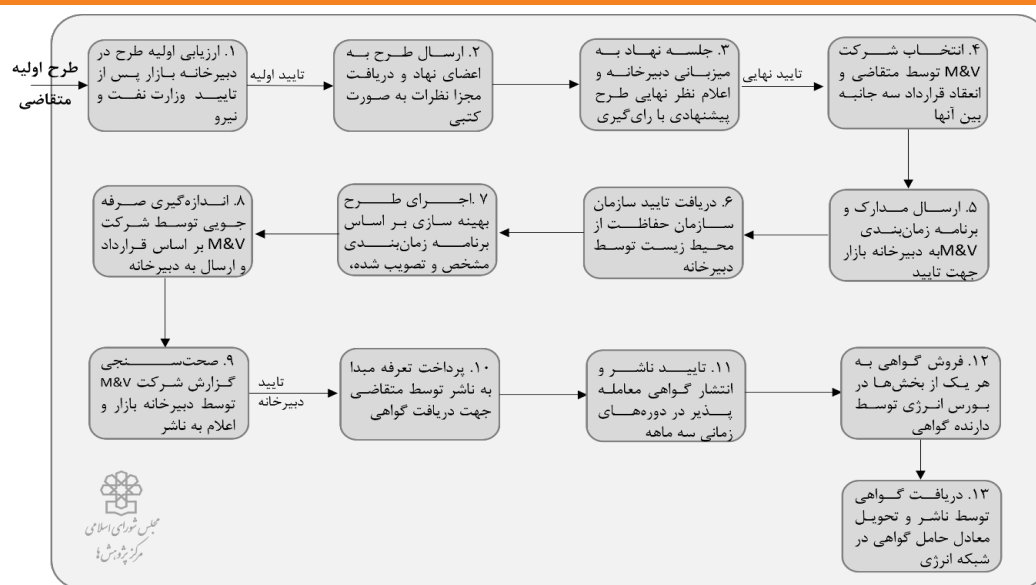 طرح اولیه
متقاضی
۱. ارزیابی اولیه طرح در
دبیرخانه بازار پس از
تایید وزارت نفت و
نیرو
تایید اولیه
۲. ارسال طرح به
اعضای نهاد و دریافت
مجزا نظرات به صورت
کتبی
۳. جلسه نهاد به
میزبانی دبیرخانه و
اعلام نظر نهایی طرح
پیشنهادی با رای‌گیری
تایید نهایی
۴. انتخاب شرکت
M&V توسط متقاضی و
انعقاد قرارداد سه جانبه
بین آنها
۵. ارسال مدارک و
برنامه زمان‌بندی
M&Vبه دبیرخانه بازار
جهت تایید
۶. دریافت تایید سازمان
سازمان حفاظت از
محیط زیست توسط
دبیرخانه
۷ .اجرای طرح
بهینه سازی بر اساس
برنامه زمان‌بندی
مشخص و تصویب شده،
۸. اندازه‌گیری صرفه
جویی توسط شرکت
M&V بر اساس قرارداد
و ارسال به دبیرخانه
۹. صحت‌سنجی
گزارش شرکت M&V
توسط دبیرخانه بازار و
اعلام به ناشر
تایید
دبیرخانه
۱۰. پرداخت تعرفه مبدا
به ناشر توسط متقاضی
جهت دریافت گواهی
۱۱. تایید ناشر و
انتشار گواهی معامله
پذیر در دوره‌های
زمانی سه ماهه
۱۲. فروش گواهی به
هر یک از بخش‌ها در
بورس انرژی توسط
دارنده گواهی
۱۳. دریافت گواهی
توسط ناشر و تحویل
معادل حامل گواهی در
شبکه انرژی
مجلس شورای اسلامی
مرکز پژوهش‌ها